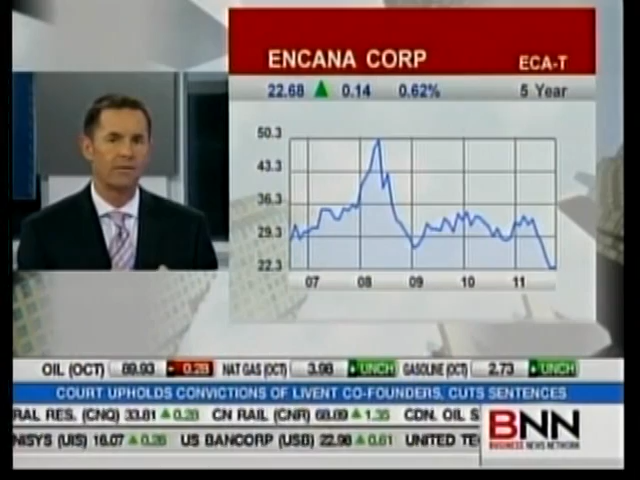 ENCANA CORP ECA-T
22.68 ▲ 0.14 0.62% 5 Year
50.3
43.3
36.3
29.3
22.3
07 08 09 10 11
OIL (OCT) 89.93 ▼ 0.28 NAT GAS (OCT) 3.98 ▲ UNCH GASOLINE (OCT) 2.73 ▲ UNCH
COURT UPHOLDS CONVICTIONS OF LIVENT CO-FOUNDERS, CUTS SENTENCES
RAL RES. (CNQ) 33.81 ▲ 0.28 CN RAIL (CNR) 68.89 ▲ 1.35 CDN. OIL S
NISYS (UIS) 16.07 ▲ 0.26 US BANCORP (USB) 22.98 ▲ 0.61 UNITED TE
BNN
BUSINESS NEWS NETWORK